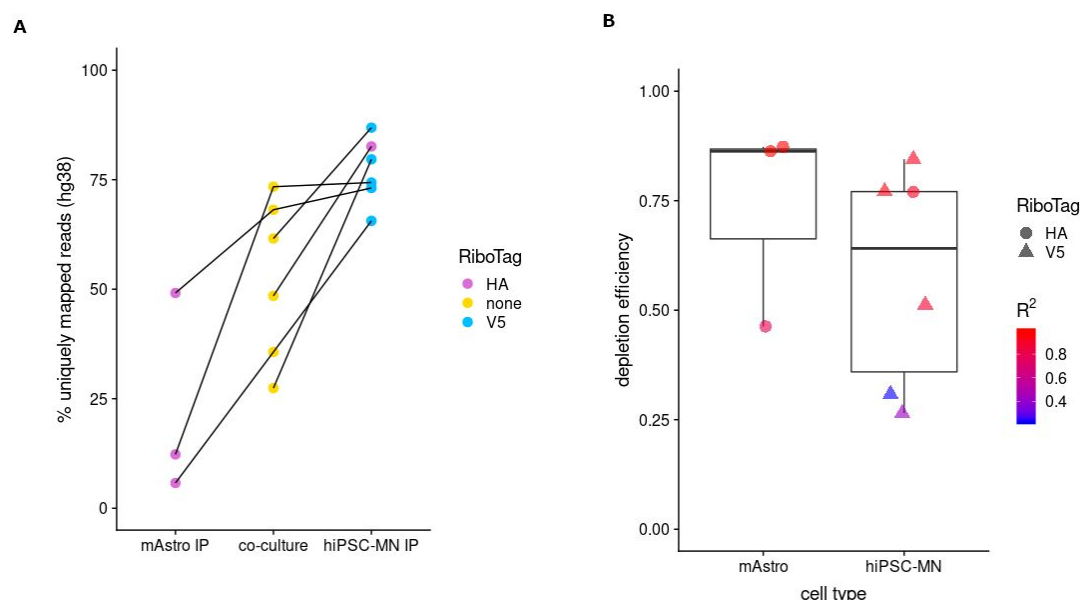 A
% uniquely mapped reads (hg38)
100
75
50
25
0
mAstro IP
co-culture
hiPSC-MN IP
RiboTag
HA
none
V5
B
depletion efficiency
1.00
0.75
0.50
0.25
0.00
mAstro
hiPSC-MN
cell type
RiboTag
HA
V5
R²
0.8
0.6
0.4